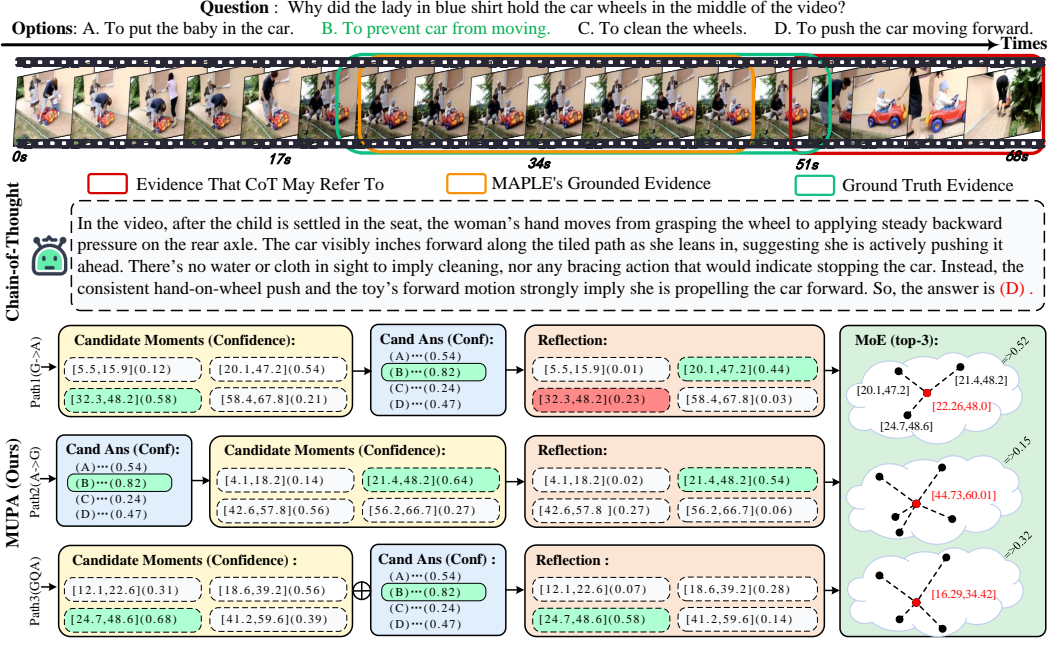 Question : Why did the lady in blue shirt hold the car wheels in the middle of the video?
Options: A. To put the baby in the car. B. To prevent car from moving. C. To clean the wheels. D. To push the car moving forward.
Times
0s 17s 34s 51s 68s
Evidence That CoT May Refer To MAPLE's Grounded Evidence Ground Truth Evidence
Chain-of-Thought
In the video, after the child is settled in the seat, the woman's hand moves from grasping the wheel to applying steady backward
pressure on the rear axle. The car visibly inches forward along the tiled path as she leans in, suggesting she is actively pushing it
ahead. There's no water or cloth in sight to imply cleaning, nor any bracing action that would indicate stopping the car. Instead, the
consistent hand-on-wheel push and the toy's forward motion strongly imply she is propelling the car forward. So, the answer is (D) .
MUPA (Ours)
Path1(G->A)
Candidate Moments (Confidence):
[5.5,15.9](0.12) [20.1,47.2](0.54)
[32.3,48.2](0.58) [58.4,67.8](0.21)
Cand Ans (Conf):
(A)···(0.54)
(B)···(0.82)
(C)···(0.24)
(D)···(0.47)
Reflection:
[5.5,15.9](0.01) [20.1,47.2](0.44)
[32.3,48.2](0.23) [58.4,67.8](0.03)
MoE (top-3):
=>0.52
[20.1,47.2] [21.4,48.2]
[22.26,48.0]
[24.7,48.6]
Path2(A->G)
Cand Ans (Conf):
(A)···(0.54)
(B)···(0.82)
(C)···(0.24)
(D)···(0.47)
Candidate Moments (Confidence):
[4.1,18.2](0.14) [21.4,48.2](0.64)
[42.6,57.8](0.56) [56.2,66.7](0.27)
Reflection:
[4.1,18.2](0.02) [21.4,48.2](0.54)
[42.6,57.8 ](0.27) [56.2,66.7](0.06)
=>0.15
[44.73,60.01]
Path3(GQA)
Candidate Moments (Confidence) :
[12.1,22.6](0.31) [18.6,39.2](0.56)
[24.7,48.6](0.68) [41.2,59.6](0.39)
Cand Ans (Conf) :
(A)···(0.54)
(B)···(0.82)
(C)···(0.24)
(D)···(0.47)
Reflection :
[12.1,22.6](0.07) [18.6,39.2](0.28)
[24.7,48.6](0.58) [41.2,59.6](0.14)
=>0.32
[16.29,34.42]